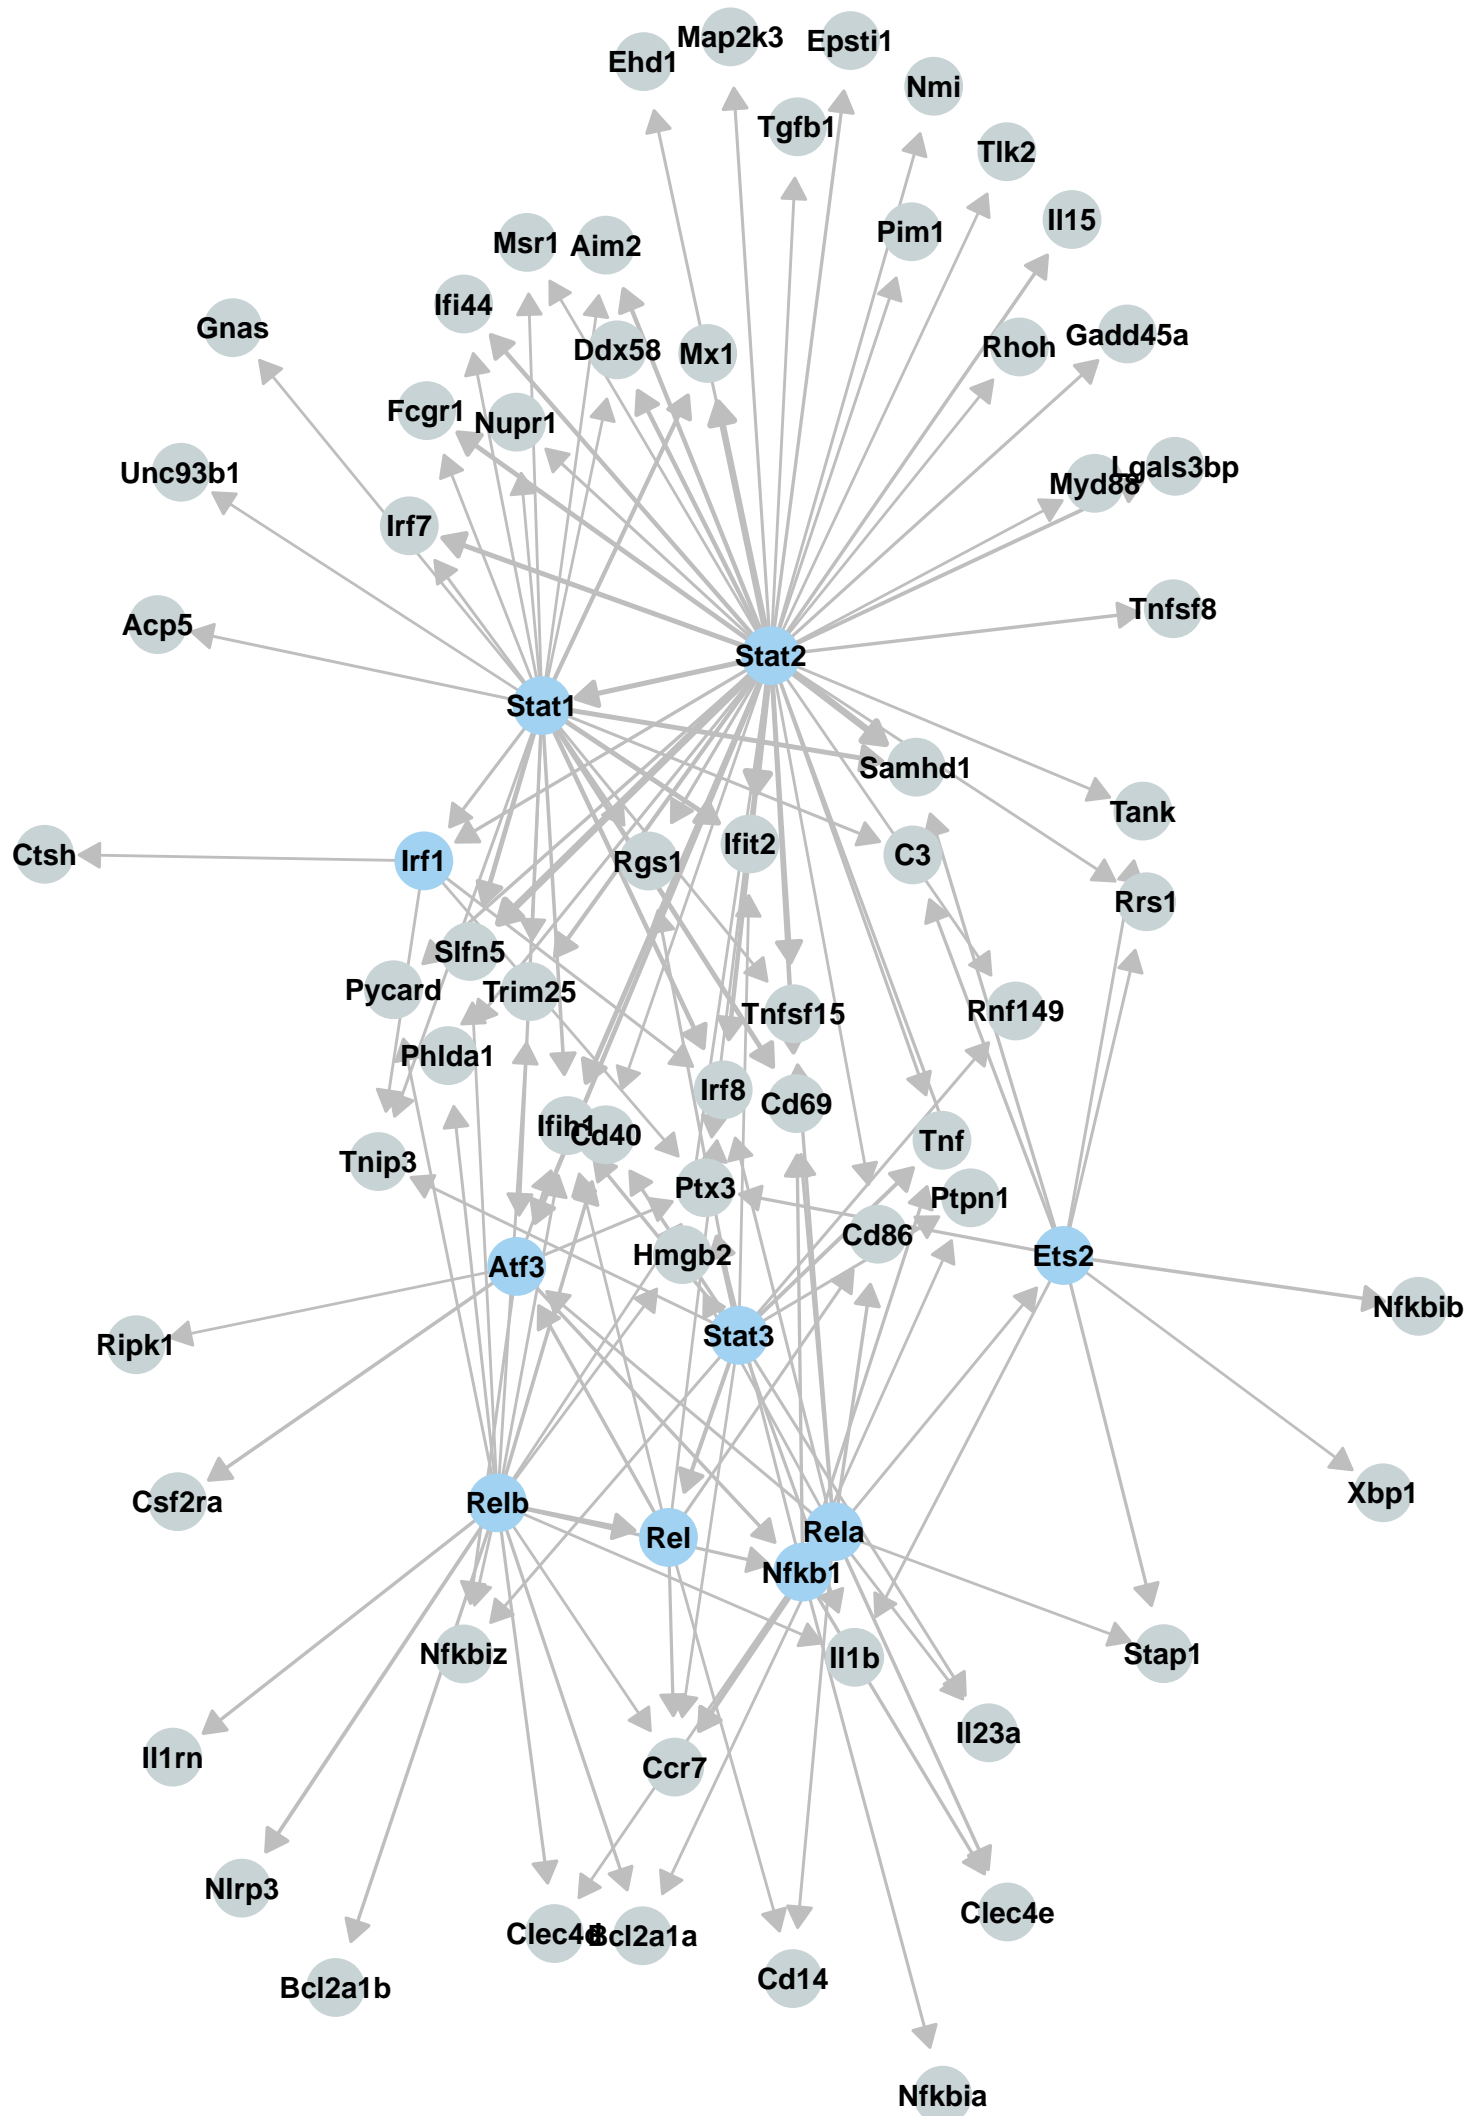 Map2k3
Epsti1
Ehd1
Nmi
Tgfb1
Tlk2
Il15
Pim1
Msr1
Aim2
Ifi44
Gnas
Ddx58
Mx1
Rhoh
Gadd45a
Fcgr1
Nupr1
Unc93b1
Lgals3bp
Myd88
Irf7
Acp5
Tnfsf8
Stat2
Stat1
Samhd1
Tank
Ctsh
Irf1
Rgs1
Ifit2
C3
Rrs1
Slfn5
Pycard
Trim25
Tnfsf15
Rnf149
Phlda1
Irf8
Cd69
Ifih1
Cd40
Tnf
Tnip3
Ptx3
Ptpn1
Cd86
Hmgb2
Ets2
Atf3
Nfkbib
Stat3
Ripk1
Csf2ra
Relb
Xbp1
Rel
Rela
Nfkb1
Nfkbiz
Il1b
Stap1
Il23a
Il1rn
Ccr7
Nlrp3
Clec4e
Clec4d
Bcl2a1a
Cd14
Bcl2a1b
Nfkbia